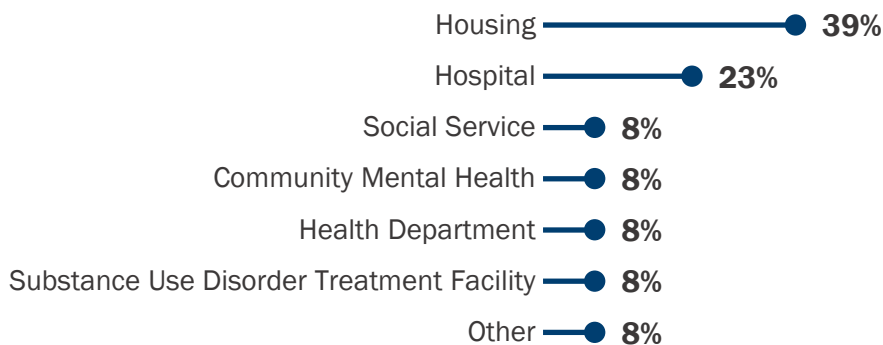 Housing 39%
Hospital 23%
Social Service 8%
Community Mental Health 8%
Health Department 8%
Substance Use Disorder Treatment Facility 8%
Other 8%